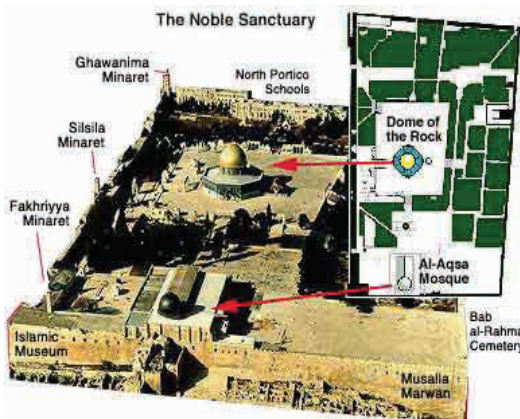 The Noble Sanctuary
Ghawanima
Minaret
North Portico
Schools
Silsila
Minaret
Dome of
the Rock
Fakhriyya
Minaret
Al-Aqsa
Mosque
Bab
al-Rahma
Cemetery
Islamic
Museum
Musalla
Marwan